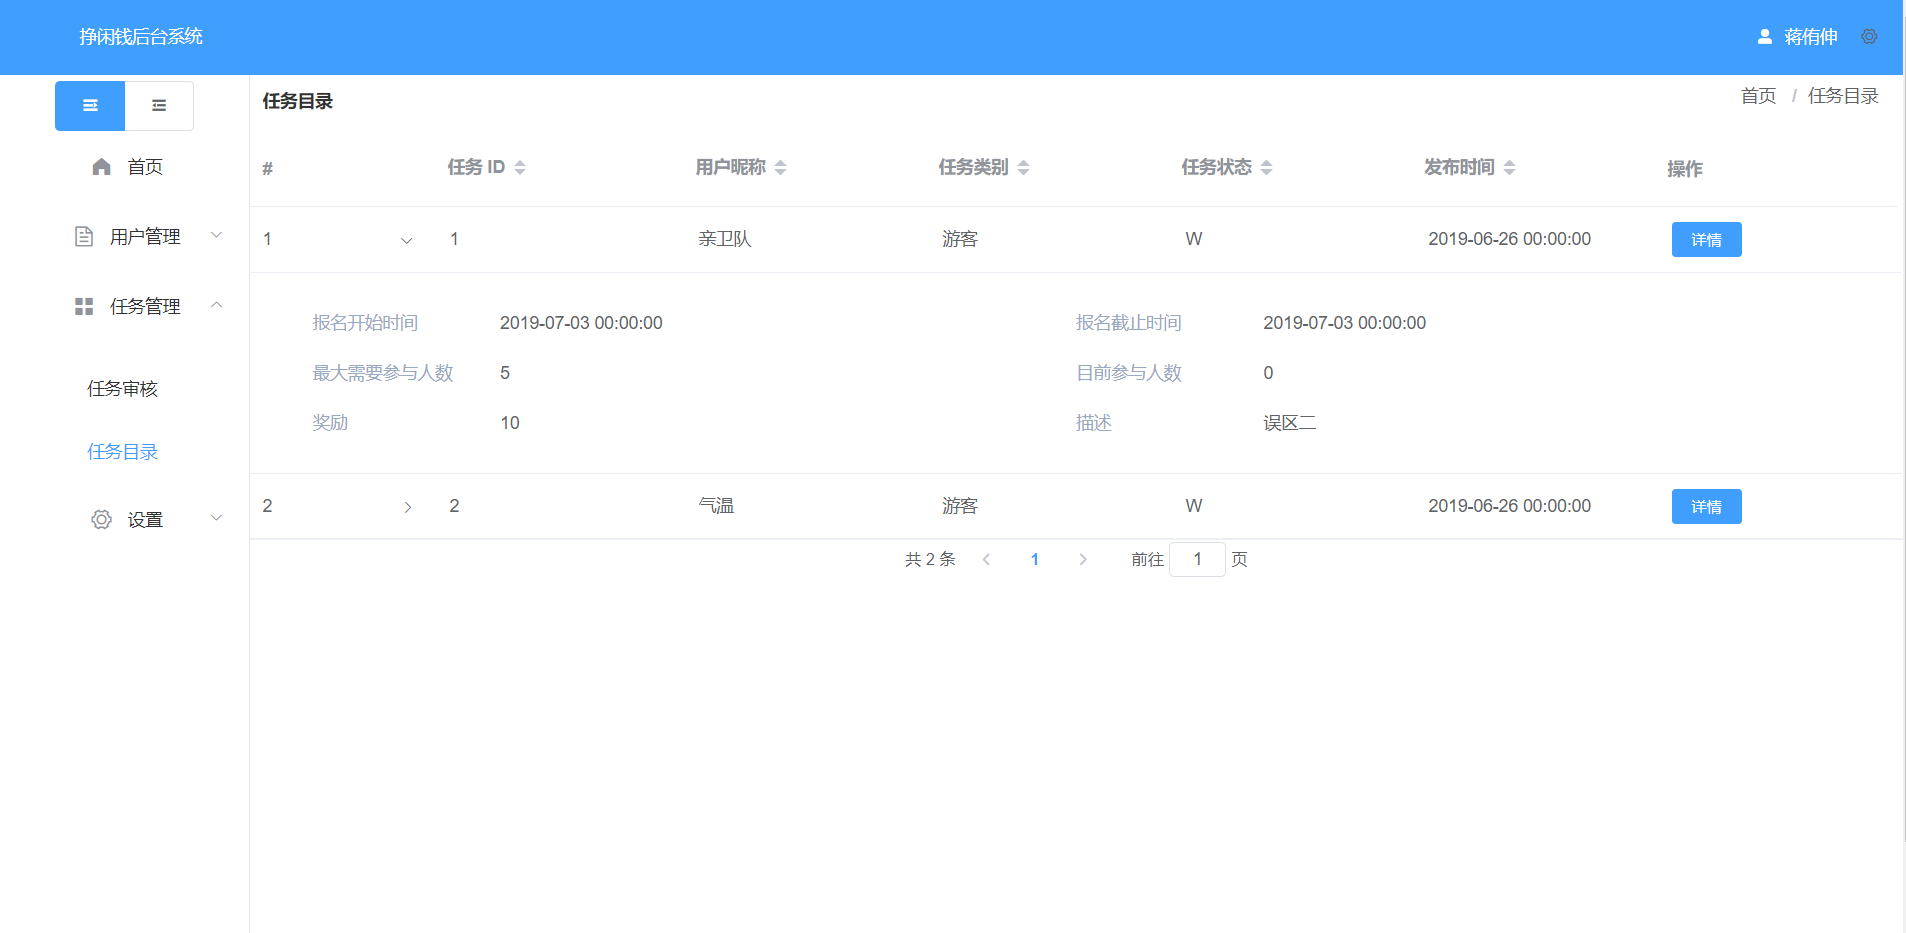 挣闲钱后台系统
蒋侑伸
任务目录
首页 / 任务目录
首页
用户管理
任务管理
任务审核
任务目录
设置
# 任务 ID 用户昵称 任务类别 任务状态 发布时间 操作
1 1 亲卫队 游客 W 2019-06-26 00:00:00 详情
报名开始时间 2019-07-03 00:00:00 报名截止时间 2019-07-03 00:00:00
最大需要参与人数 5 目前参与人数 0
奖励 10 描述 误区二
2 2 气温 游客 W 2019-06-26 00:00:00 详情
共 2 条 1 前往 1 页